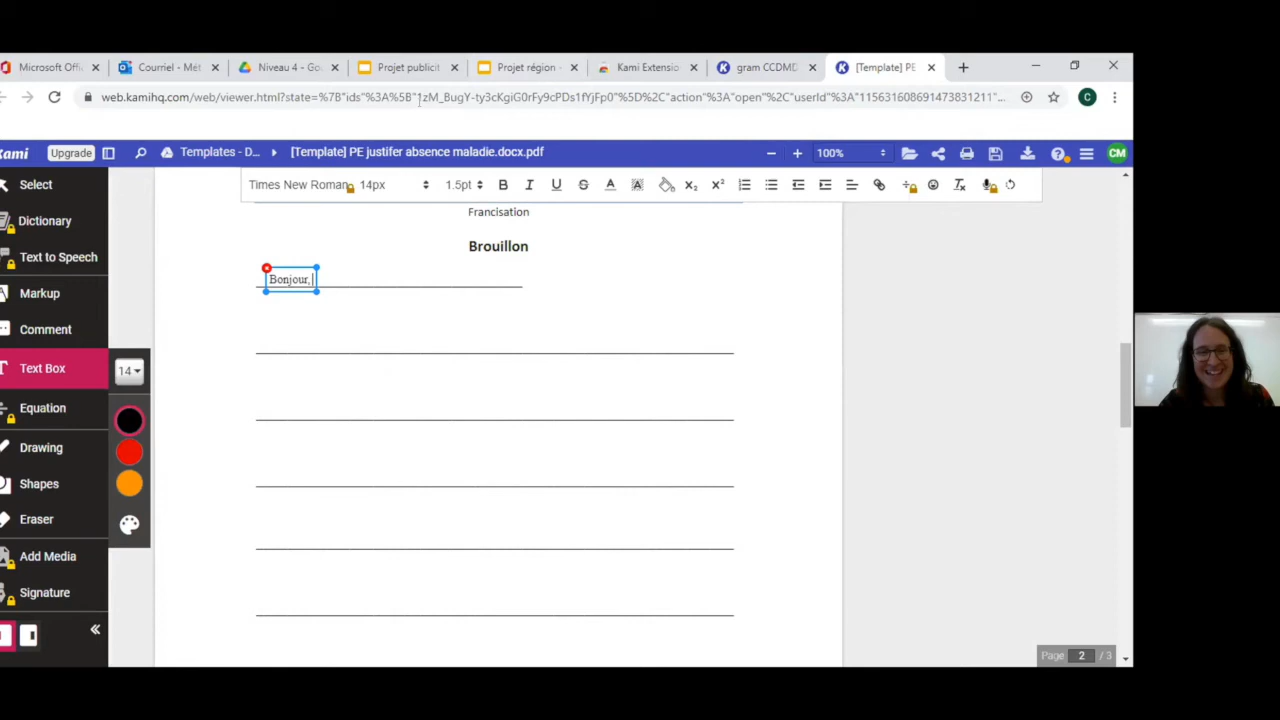 Microsoft Offi
Courriel - Mét
Niveau 4 - Go
Projet publicit
Projet région -
Kami Extensio
gram CCDMD
[Template] PE
web.kamihq.com/web/viewer.html?state=%7B"ids"%3A%5B"1zM_BugY-ty3cKgiG0rFy9cPDs1fYjFp0"%5D%2C"action"%3A"open"%2C"userId"%3A"115631608691473831211"...
C
Kami
Upgrade
Templates - D...
[Template] PE justifer absence maladie.docx.pdf
100%
CM
Select
Dictionary
Text to Speech
Markup
Comment
Text Box
Equation
Drawing
Shapes
Eraser
Add Media
Signature
14
Times New Roman
14px
1.5pt
B I U S A A X₂ X²
Francisation
Brouillon
Bonjour,
Page 2 / 3